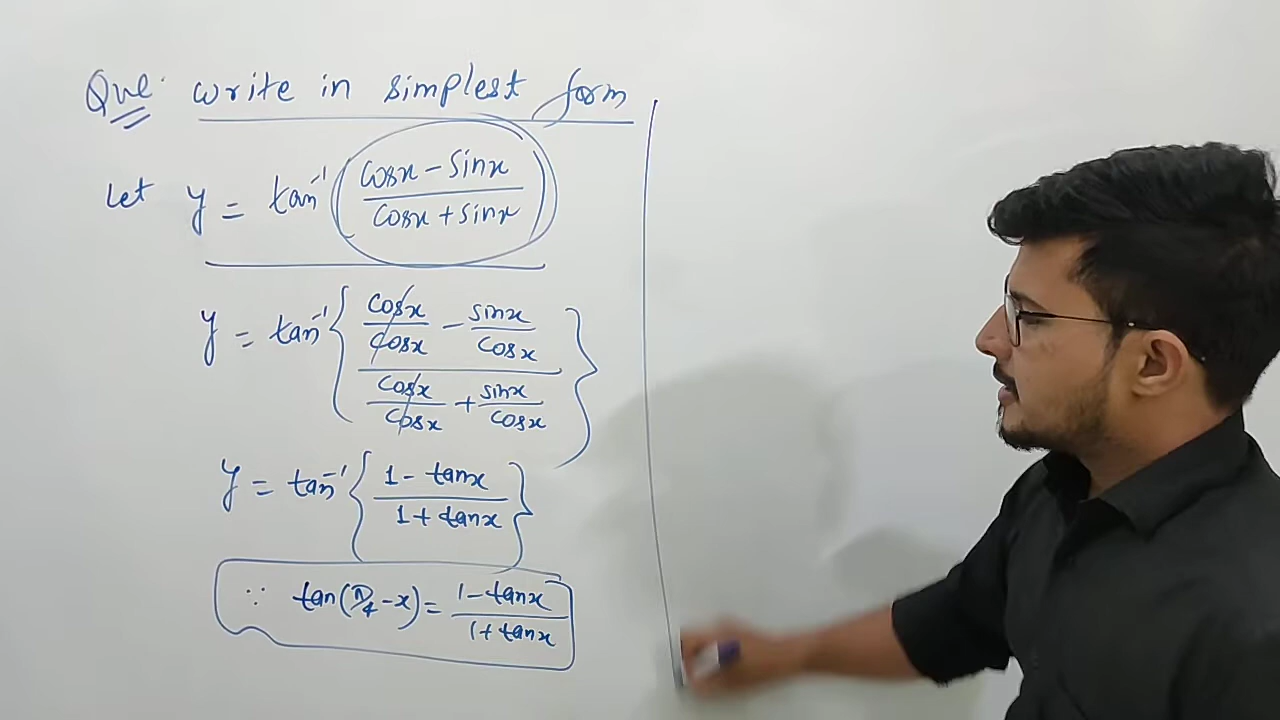 Que. write in simplest form
Let y = tan⁻¹ ( (cosx − sinx) / (cosx + sinx) )
y = tan⁻¹ { (cosx/cosx − sinx/cosx) / (cosx/cosx + sinx/cosx) }
y = tan⁻¹ { (1 − tanx) / (1 + tanx) }
∵ tan(π/4 − x) = (1 − tanx) / (1 + tanx)